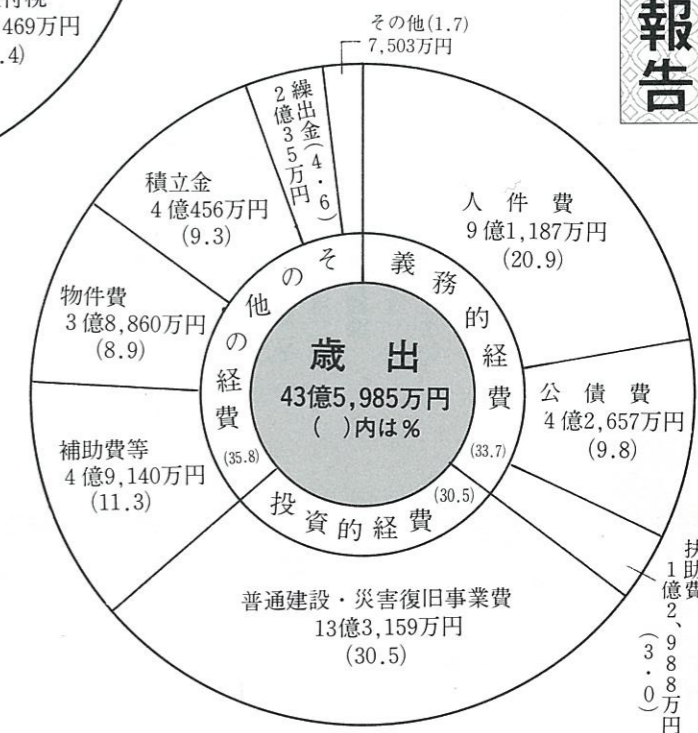 付税
469万円
.4)
報告
その他(1.7)
7,503万円
繰出金(4・6)
2億35万円
積立金
4億456万円
(9.3)
物件費
3億8,860万円
(8.9)
補助費等
4億9,140万円
(11.3)
人件費
9億1,187万円
(20.9)
公債費
4億2,657万円
(9.8)
扶助費
1億2、988万円
(3・0)
普通建設・災害復旧事業費
13億3,159万円
(30.5)
その他の経費
(35.8)
義務的経費
(33.7)
投資的経費
(30.5)
歳出
43億5,985万円
( )内は%